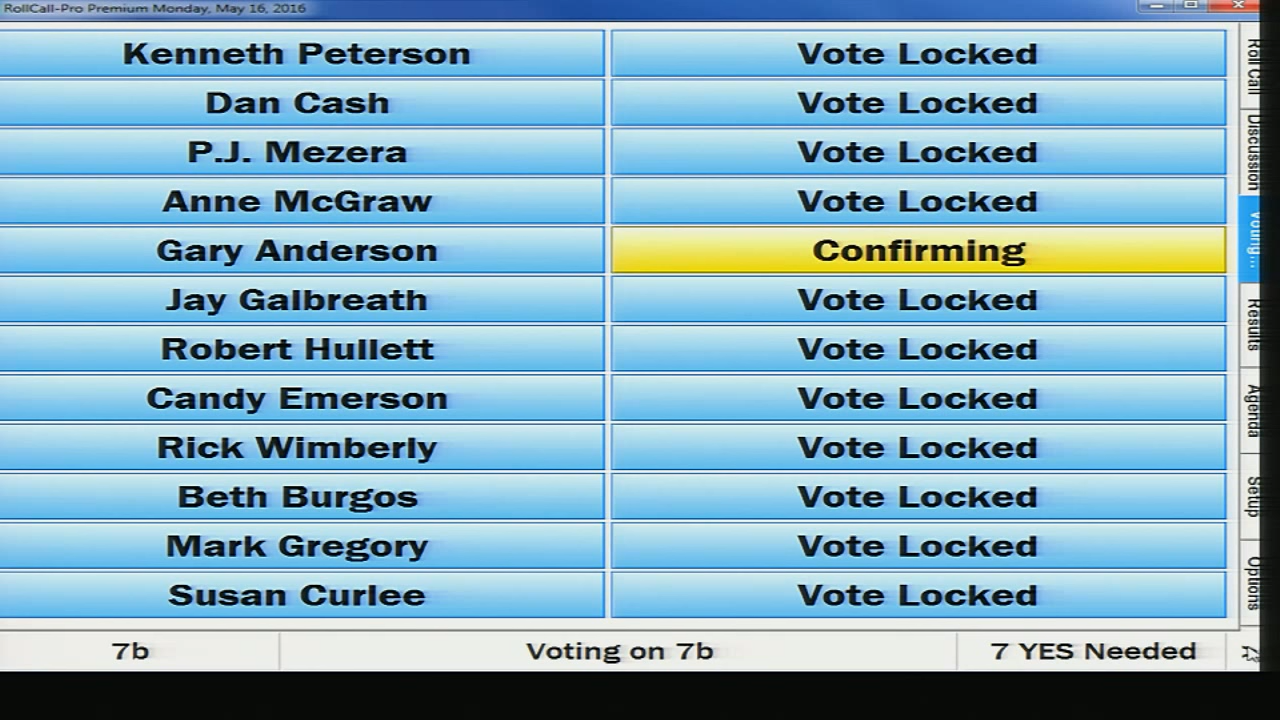 RollCall-Pro Premium Monday, May 16, 2016
Kenneth Peterson Vote Locked
Dan Cash Vote Locked
P.J. Mezera Vote Locked
Anne McGraw Vote Locked
Gary Anderson Confirming
Jay Galbreath Vote Locked
Robert Hullett Vote Locked
Candy Emerson Vote Locked
Rick Wimberly Vote Locked
Beth Burgos Vote Locked
Mark Gregory Vote Locked
Susan Curlee Vote Locked
7b Voting on 7b 7 YES Needed
Roll Call
Discussion
Voting...
Results
Agenda
Setup
Options